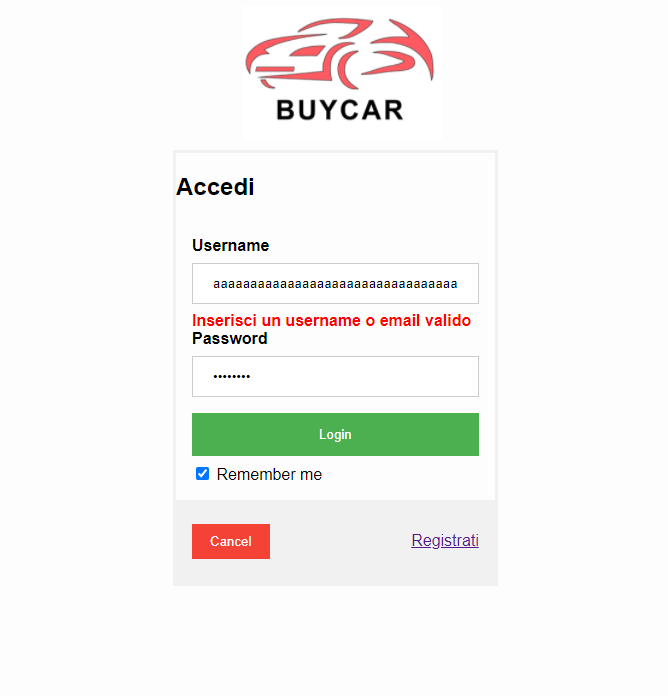 BUYCAR
Accedi
Username
aaaaaaaaaaaaaaaaaaaaaaaaaaaaaaaaa
Inserisci un username o email valido
Password
••••••••
Login
Remember me
Cancel
Registrati